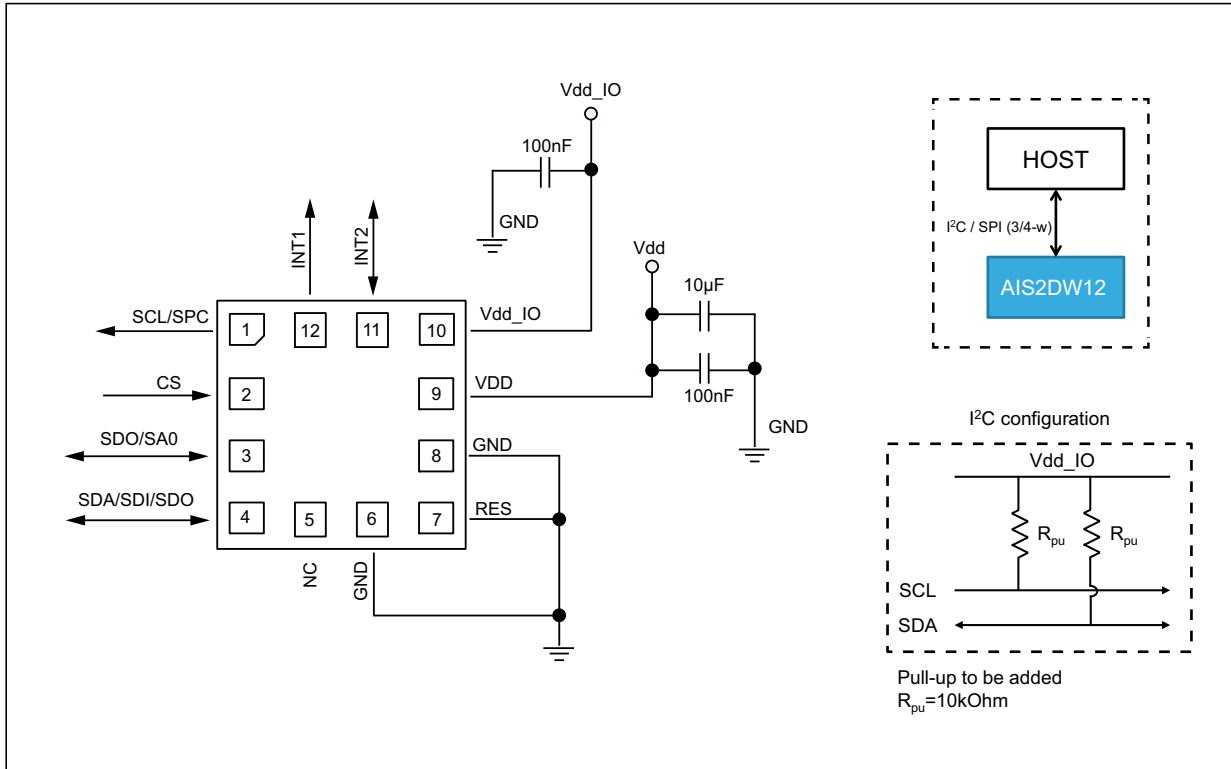 Vdd_IO
100nF
GND
INT1
INT2
Vdd
10µF
100nF
GND
SCL/SPC
CS
SDO/SA0
SDA/SDI/SDO
1
12
11
10
2
9
3
8
4
5
6
7
Vdd_IO
VDD
GND
RES
NC
GND
HOST
I²C / SPI (3/4-w)
AIS2DW12
I²C configuration
Vdd_IO
Rpu
Rpu
SCL
SDA
Pull-up to be added
Rpu=10kOhm